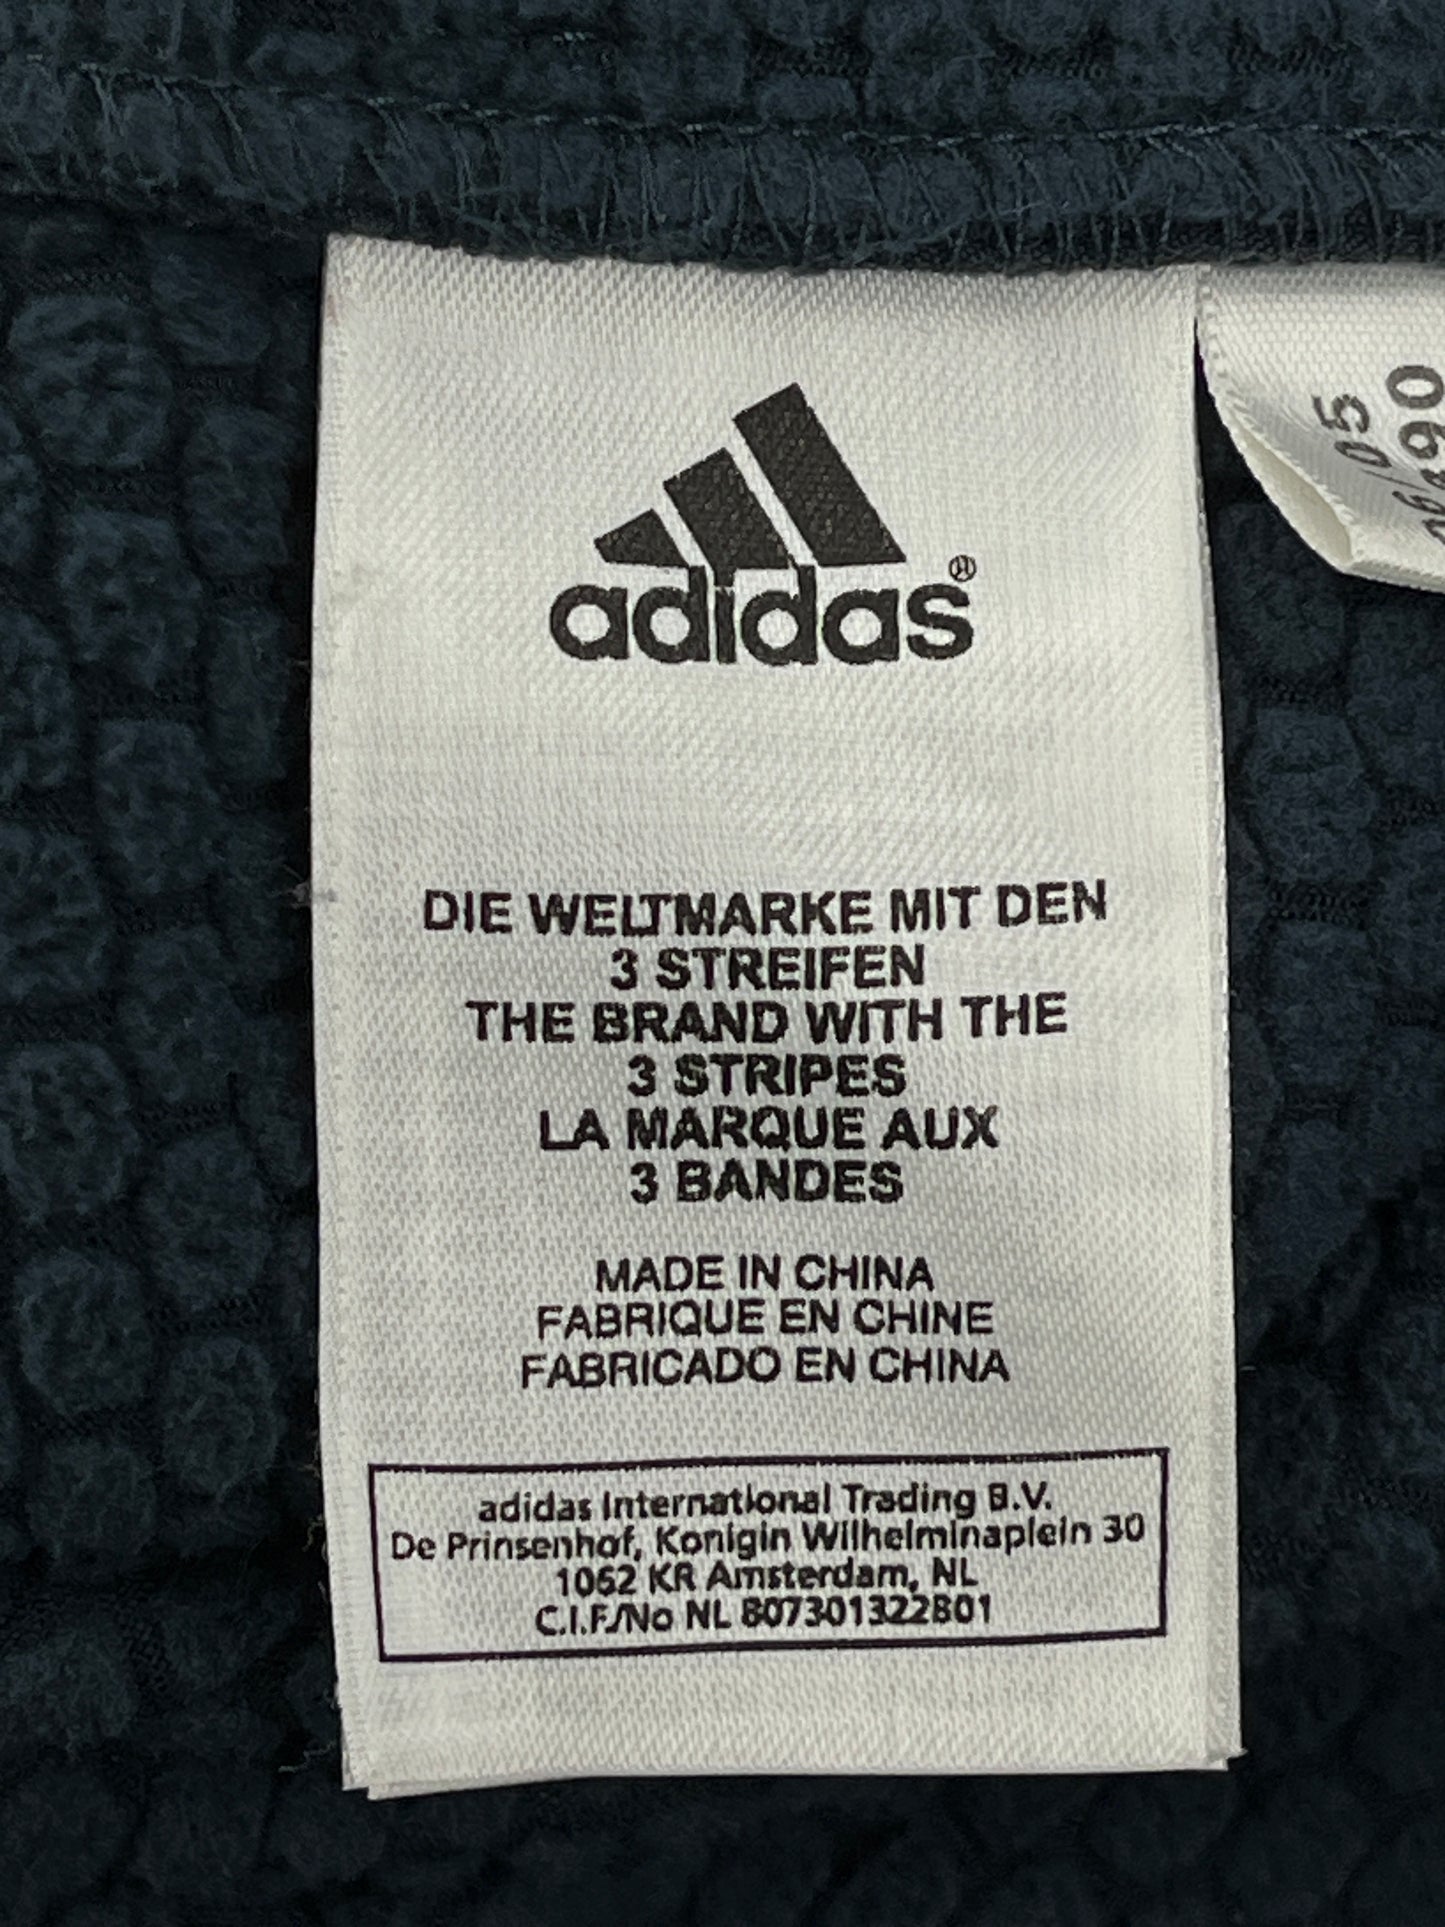 adidas®
DIE WELTMARKE MIT DEN
3 STREIFEN
THE BRAND WITH THE
3 STRIPES
LA MARQUE AUX
3 BANDES
MADE IN CHINA
FABRIQUE EN CHINE
FABRICADO EN CHINA
adidas International Trading B.V.
De Prinsenhof, Konigin Wilhelminaplein 30
1062 KR Amsterdam, NL
C.I.F./No NL 807301322B01
06/05